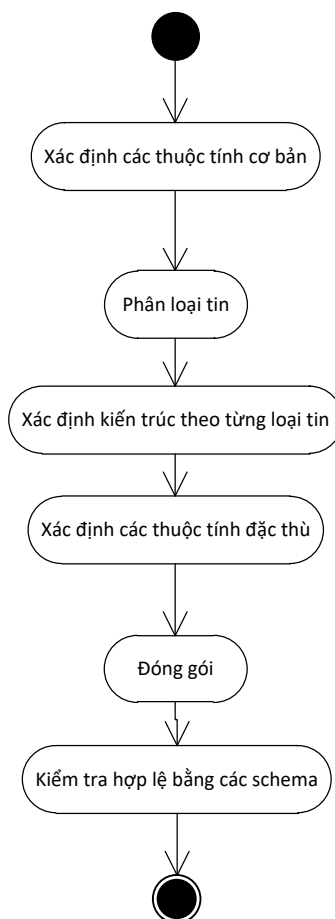 Xác định các thuộc tính cơ bản
Phân loại tin
Xác định kiến trúc theo từng loại tin
Xác định các thuộc tính đặc thù
Đóng gói
Kiểm tra hợp lệ bằng các schema